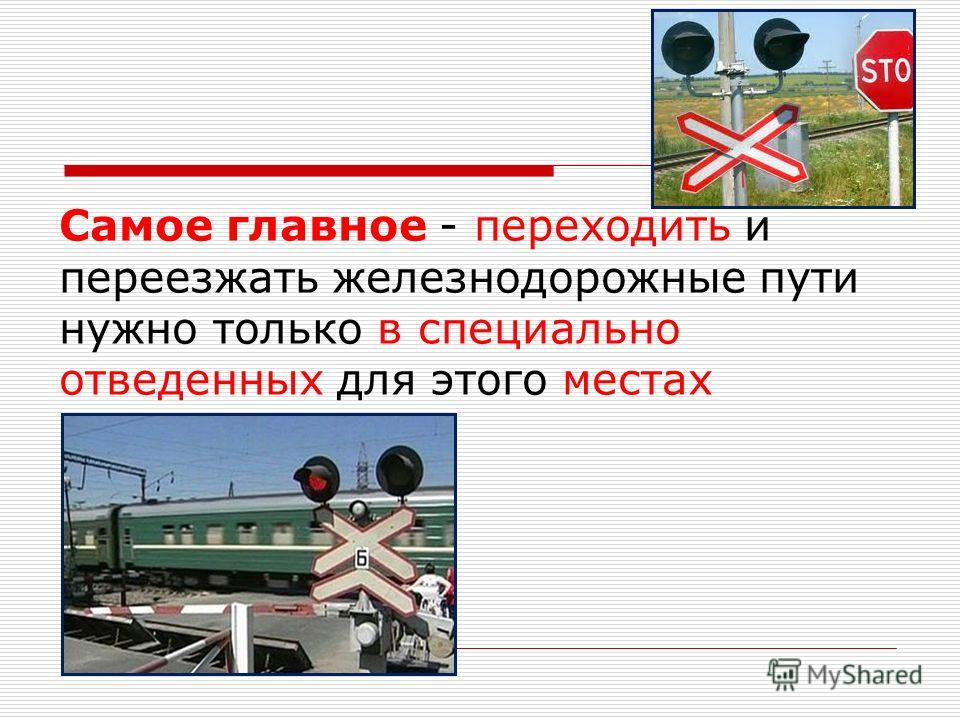 STO
Самое главное - переходить и
переезжать железнодорожные пути
нужно только в специально
отведенных для этого местах
6
MyShared